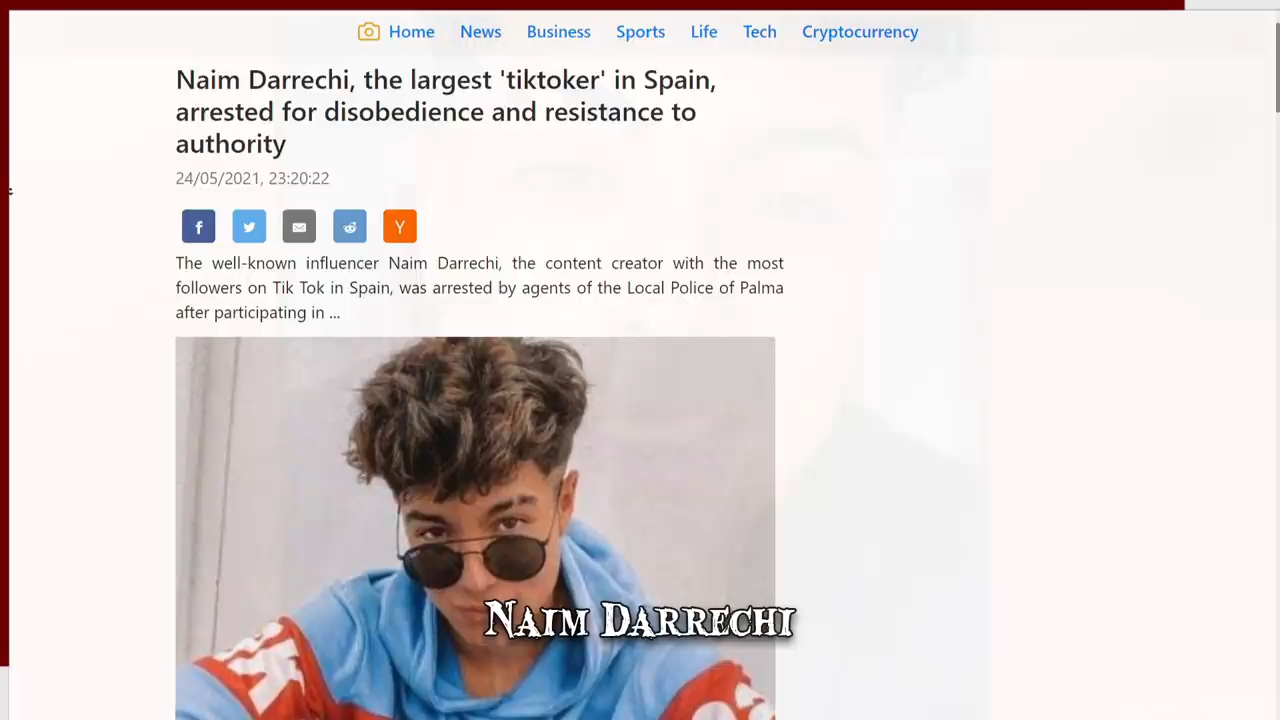 Home News Business Sports Life Tech Cryptocurrency
Naim Darrechi, the largest 'tiktoker' in Spain,
arrested for disobedience and resistance to
authority
24/05/2021, 23:20:22
f Y
The well-known influencer Naim Darrechi, the content creator with the most
followers on Tik Tok in Spain, was arrested by agents of the Local Police of Palma
after participating in ...
NAIM DARRECHI